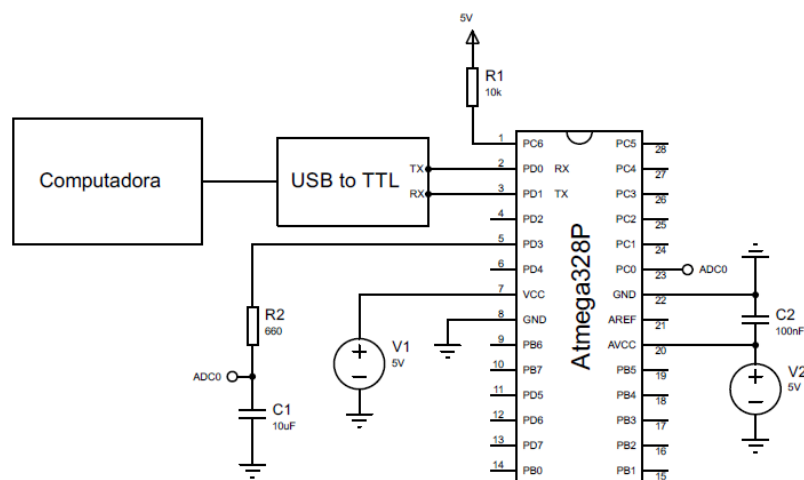 5V
R1
10k
Computadora
USB to TTL
TX
RX
1
2
3
4
5
6
7
8
9
10
11
12
13
14
PC6
PD0 RX
PD1 TX
PD2
PD3
PD4
VCC
GND
PB6
PB7
PD5
PD6
PD7
PB0
Atmega328P
PC5
PC4
PC3
PC2
PC1
PC0
GND
AREF
AVCC
PB5
PB4
PB3
PB2
PB1
28
27
26
25
24
23
22
21
20
19
18
17
16
15
ADC0
C2
100nF
V2
5V
R2
660
V1
5V
ADC0
C1
10uF